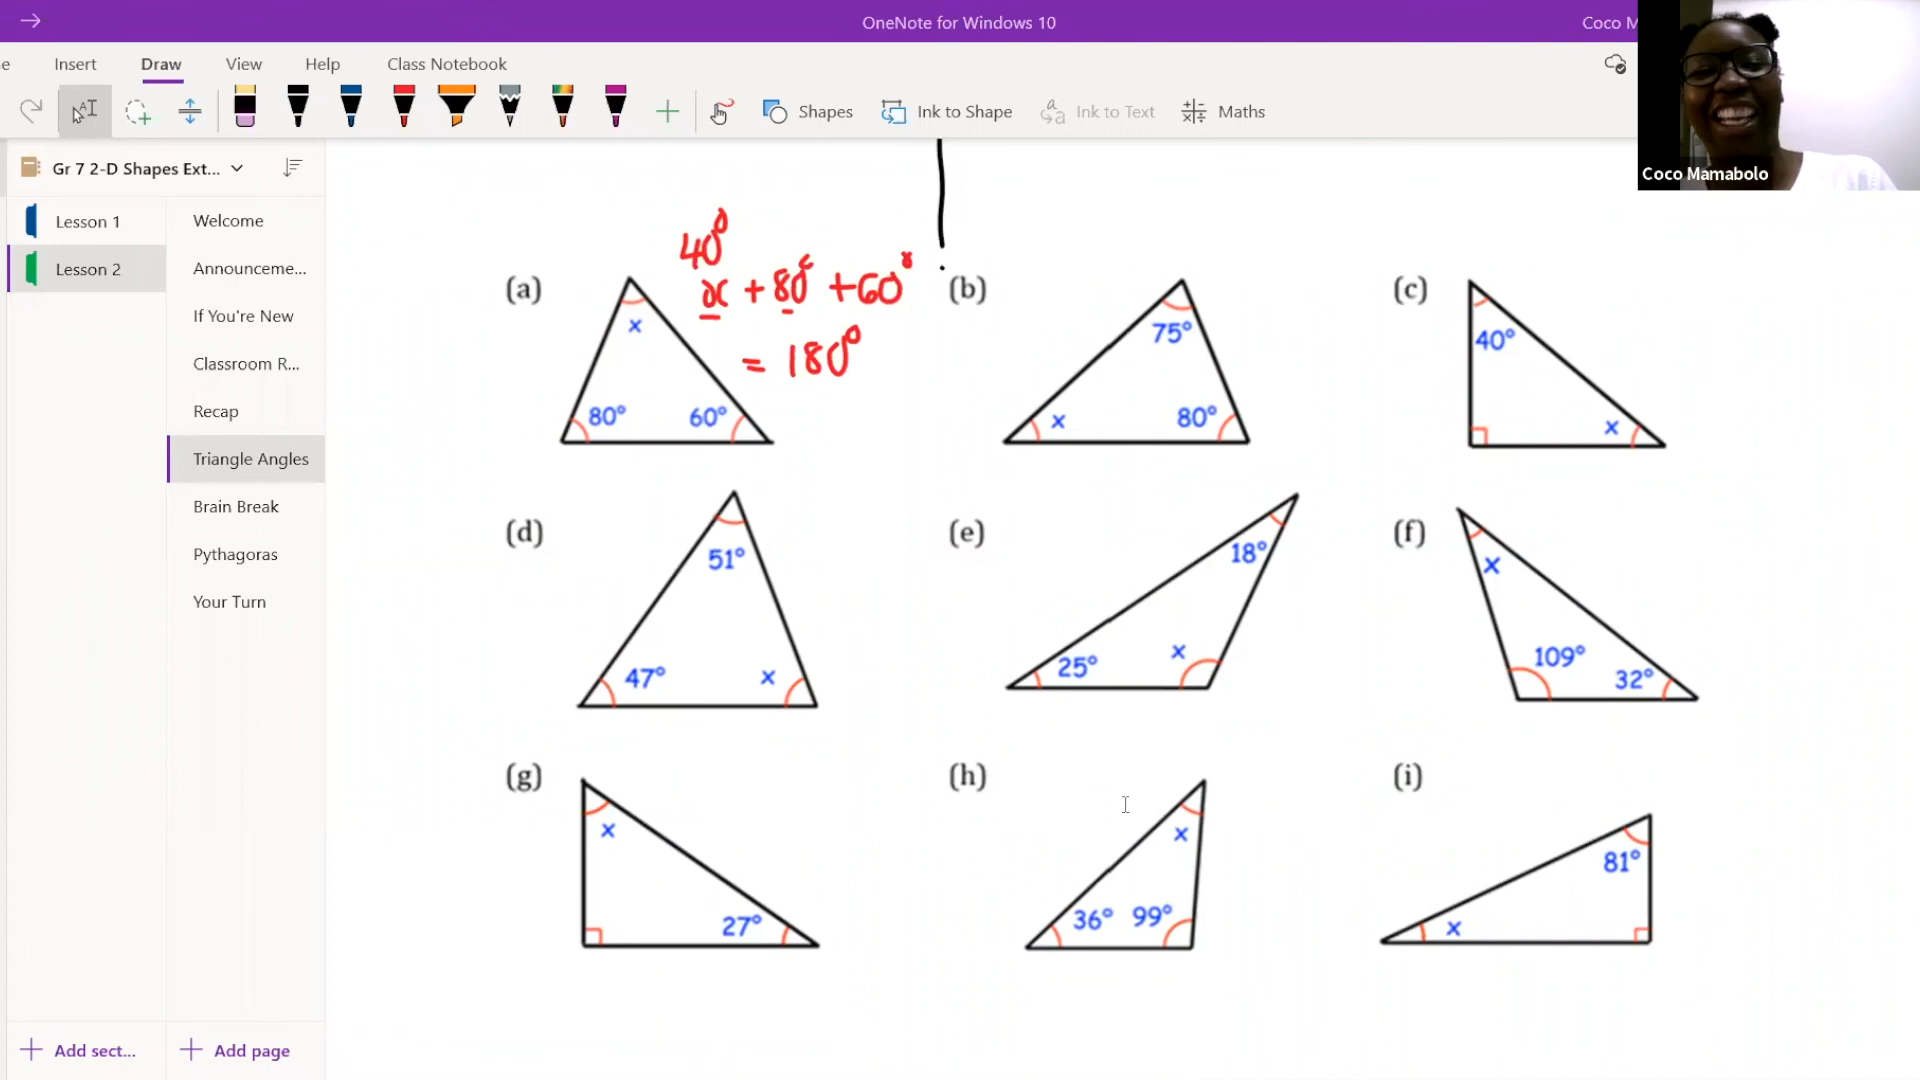 OneNote for Windows 10
Coco M
Insert Draw View Help Class Notebook
Shapes Ink to Shape Ink to Text Maths
Coco Mamabolo
Gr 7 2-D Shapes Ext...
Lesson 1
Lesson 2
Welcome
Announceme...
If You're New
Classroom R...
Recap
Triangle Angles
Brain Break
Pythagoras
Your Turn
Add sect...
Add page
40°
x + 80° + 60°
= 180°
(a)
x
80° 60°
(b)
75°
x 80°
(c)
40°
x
(d)
51°
47° x
(e)
18°
25° x
(f)
x
109° 32°
(g)
x
27°
(h)
x
36° 99°
(i)
81°
x